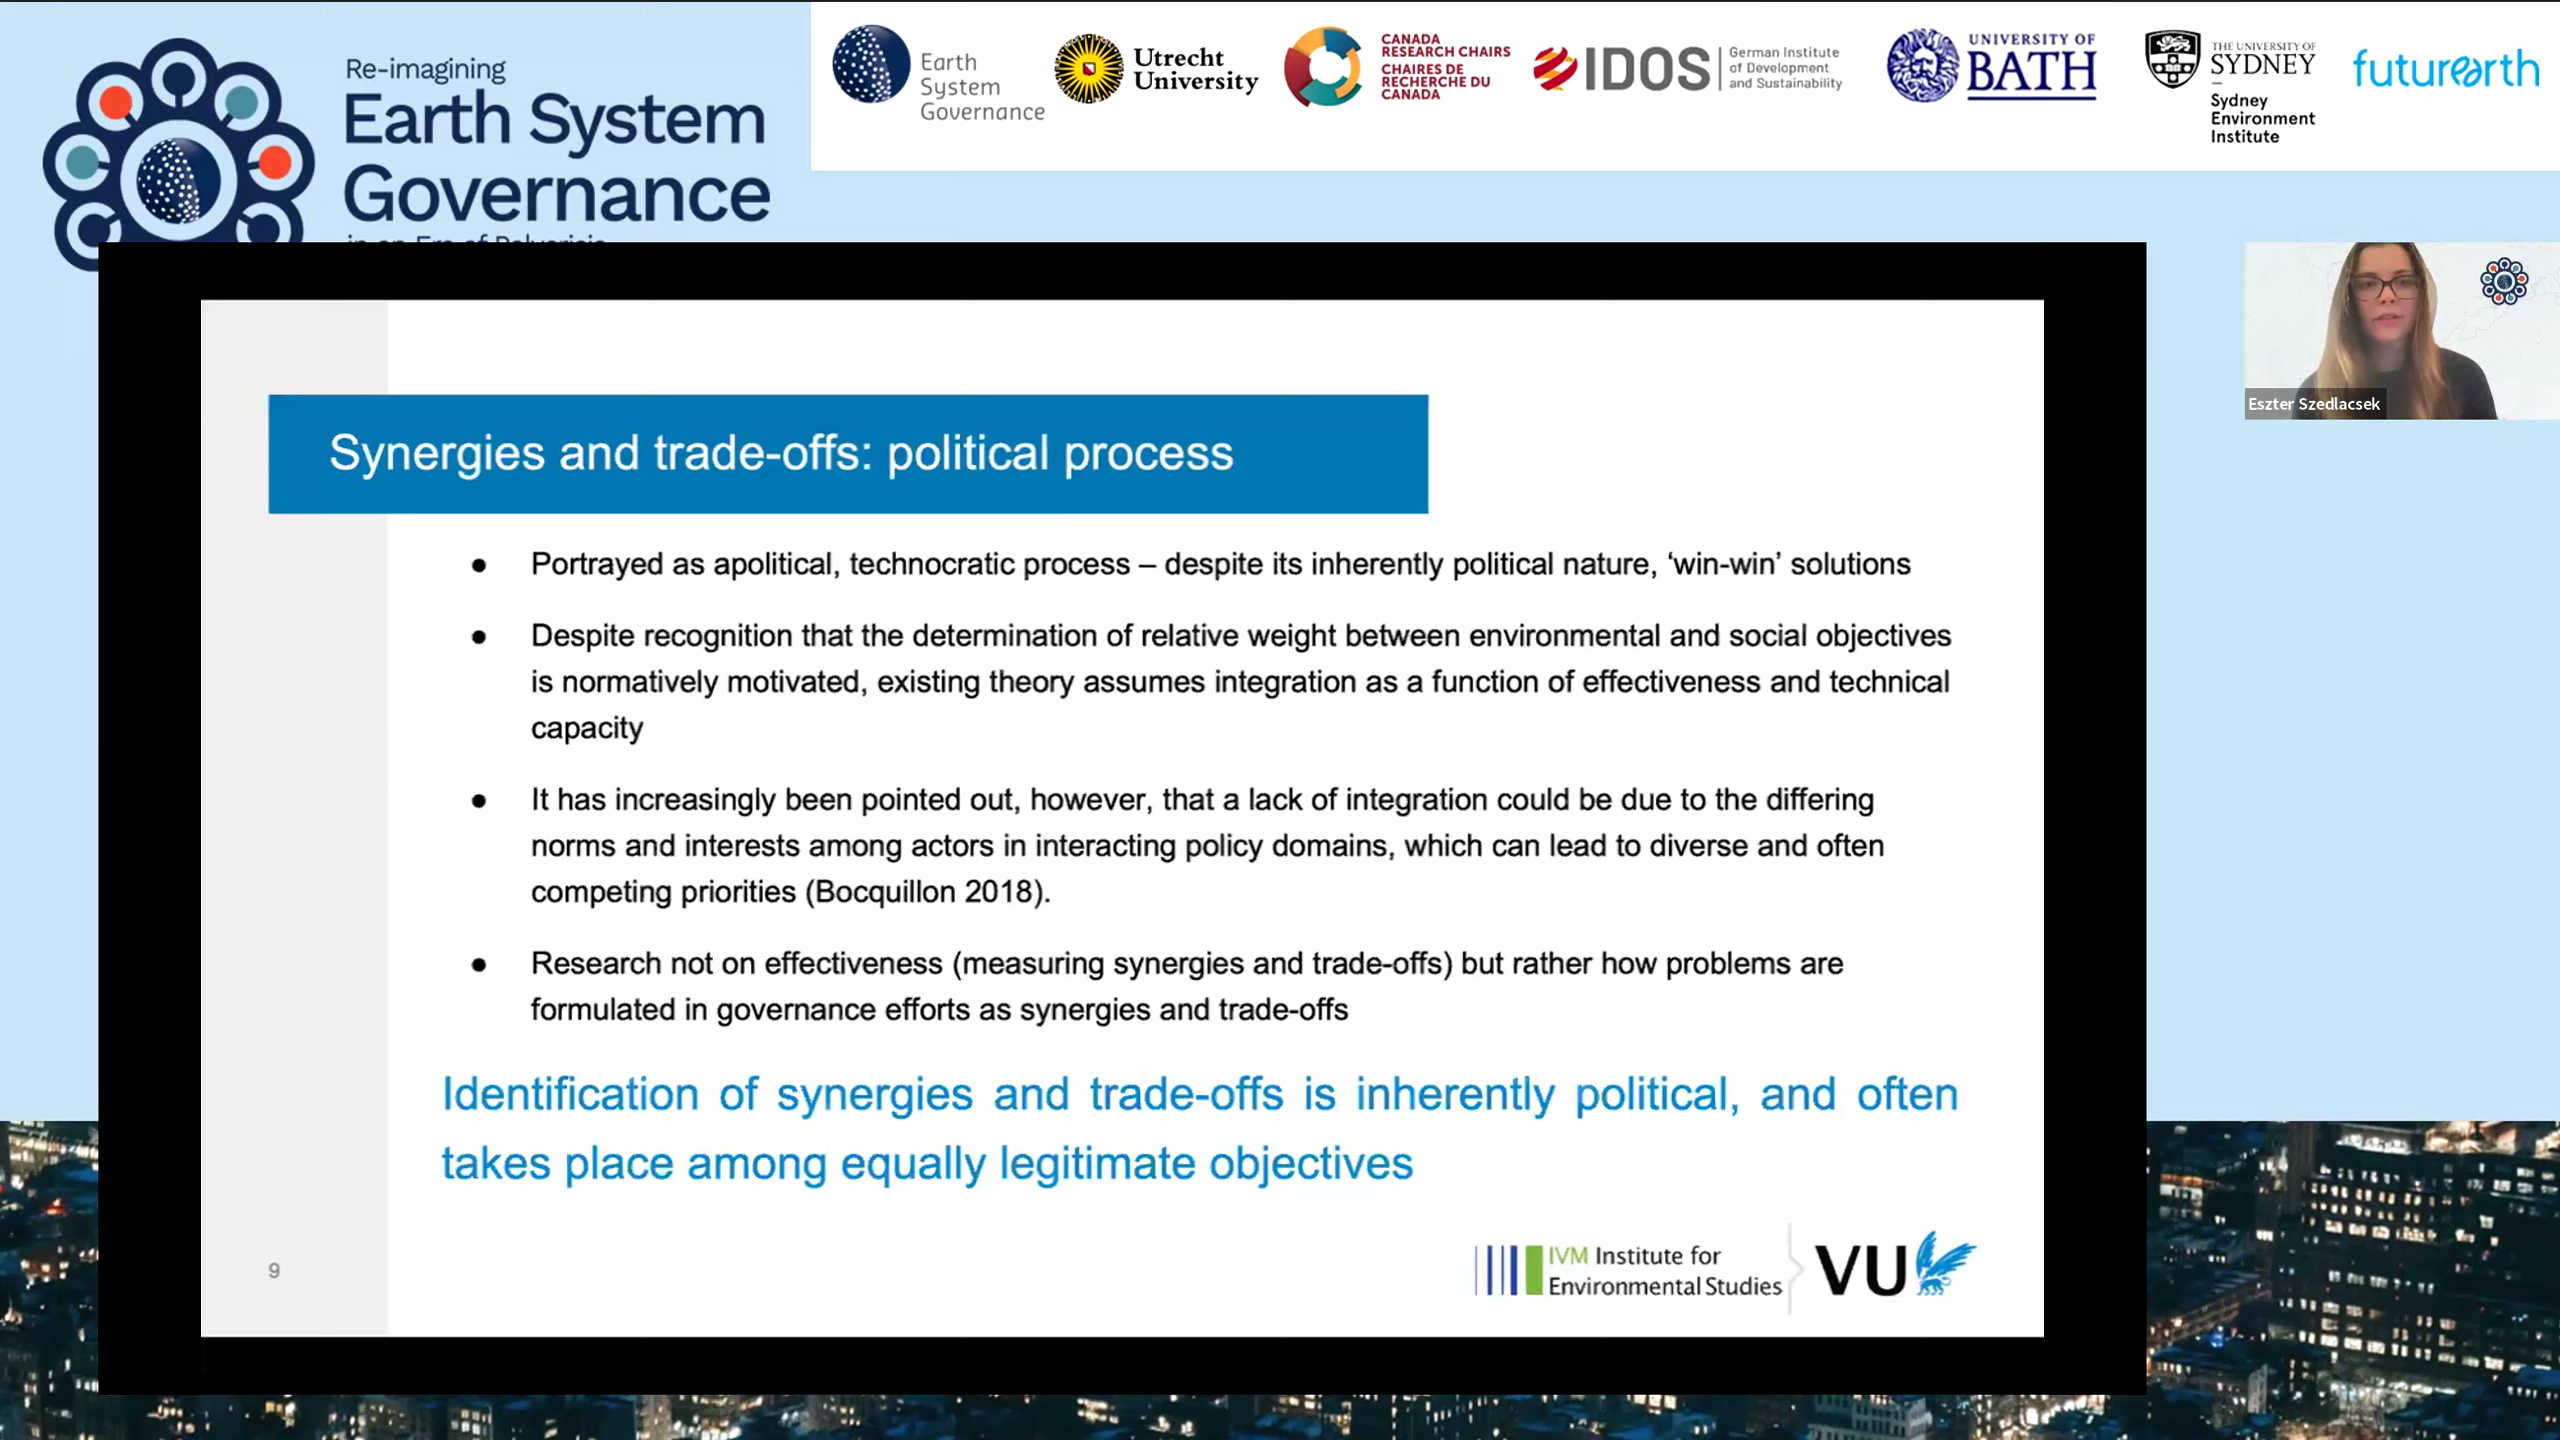 Re-imagining
Earth System
Governance
in an Era of Polycrisis
Earth
System
Governance
Utrecht
University
CANADA
RESEARCH CHAIRS
CHAIRES DE
RECHERCHE DU
CANADA
IDOS
German Institute
of Development
and Sustainability
UNIVERSITY OF
BATH
THE UNIVERSITY OF
SYDNEY
Sydney
Environment
Institute
futurearth
Eszter Szedlacsek
Synergies and trade-offs: political process
● Portrayed as apolitical, technocratic process – despite its inherently political nature, ‘win-win’ solutions
● Despite recognition that the determination of relative weight between environmental and social objectives
is normatively motivated, existing theory assumes integration as a function of effectiveness and technical
capacity
● It has increasingly been pointed out, however, that a lack of integration could be due to the differing
norms and interests among actors in interacting policy domains, which can lead to diverse and often
competing priorities (Bocquillon 2018).
● Research not on effectiveness (measuring synergies and trade-offs) but rather how problems are
formulated in governance efforts as synergies and trade-offs
Identification of synergies and trade-offs is inherently political, and often
takes place among equally legitimate objectives
9
IVM Institute for
Environmental Studies
VU